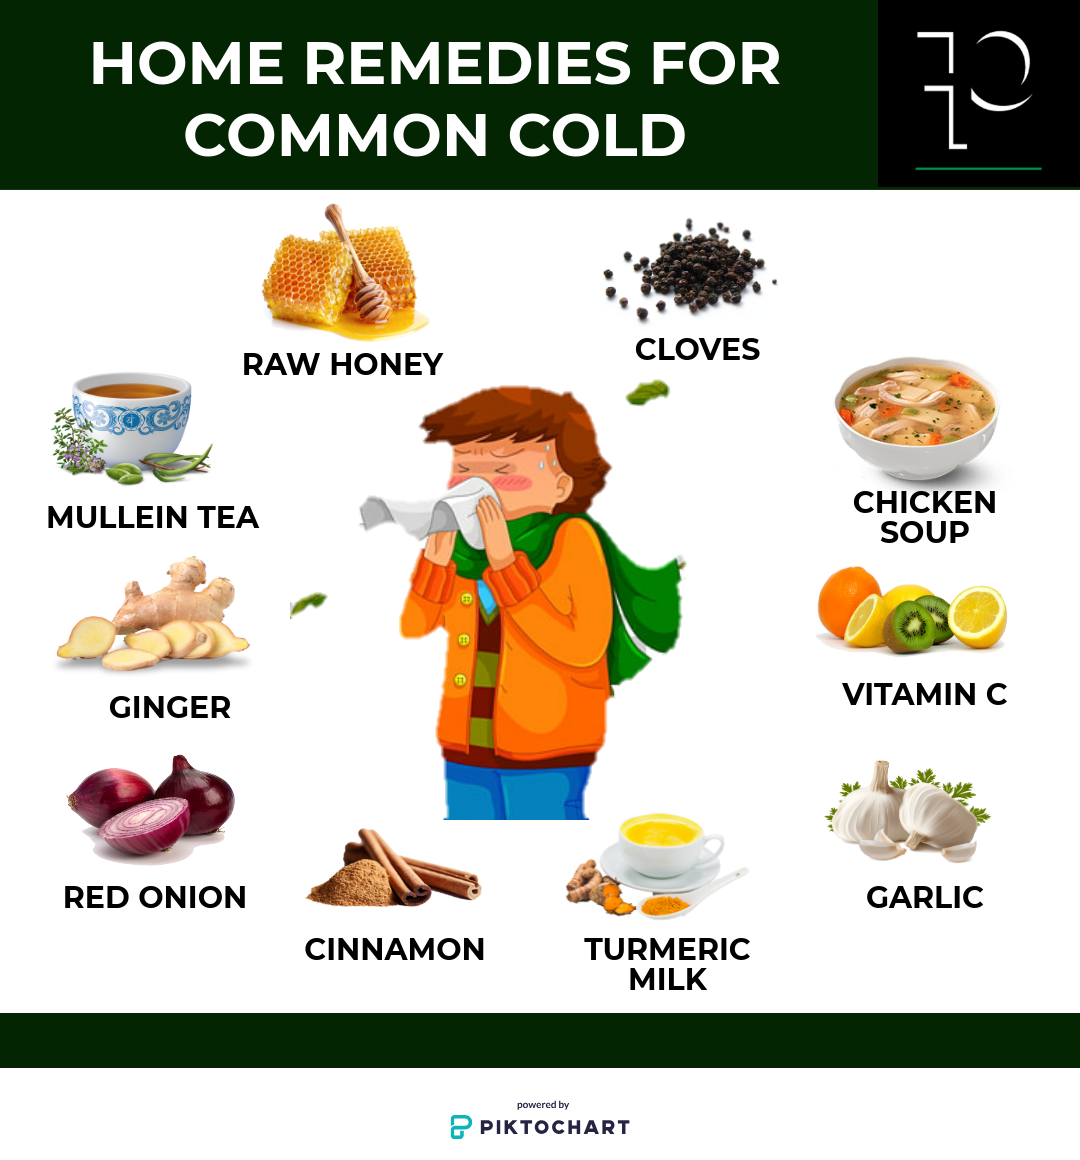 HOME REMEDIES FOR
COMMON COLD
RAW HONEY
CLOVES
MULLEIN TEA
CHICKEN
SOUP
GINGER
VITAMIN C
RED ONION
GARLIC
CINNAMON
TURMERIC
MILK
powered by
PIKTOCHART